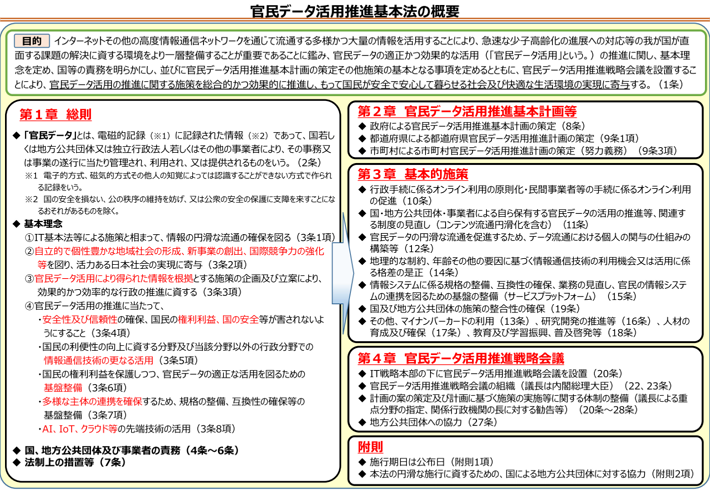 官民データ活用推進基本法の概要
目的 インターネットその他の高度情報通信ネットワークを通じて流通する多様かつ大量の情報を活用することにより、急速な少子高齢化の進展への対応等の我が国が直
面する課題の解決に資する環境をより一層整備することが重要であることに鑑み、官民データの適正かつ効果的な活用（「官民データ活用」という。）の推進に関し、基本理
念を定め、国等の責務を明らかにし、並びに官民データ活用推進基本計画の策定その他施策の基本となる事項を定めるとともに、官民データ活用推進戦略会議を設置するこ
とにより、官民データ活用の推進に関する施策を総合的かつ効果的に推進し、もって国民が安全で安心して暮らせる社会及び快適な生活環境の実現に寄与する。（1条）
第１章 総則
◆ 「官民データ」とは、電磁的記録（※1）に記録された情報（※2）であって、国若し
くは地方公共団体又は独立行政法人若しくはその他の事業者により、その事務又
は事業の遂行に当たり管理され、利用され、又は提供されるものをいう。（2条）
※1 電子的方式、磁気的方式その他人の知覚によっては認識することができない方式で作られ
る記録をいう。
※2 国の安全を損ない、公の秩序の維持を妨げ、又は公衆の安全の保護に支障を来すことにな
るおそれがあるものを除く。
◆ 基本理念
①IT基本法等による施策と相まって、情報の円滑な流通の確保を図る（3条1項）
②自立的で個性豊かな地域社会の形成、新事業の創出、国際競争力の強化
等を図り、活力ある日本社会の実現に寄与（3条2項）
③官民データ活用により得られた情報を根拠とする施策の企画及び立案により、
効果的かつ効率的な行政の推進に資する（3条3項）
④官民データ活用の推進に当たって、
・安全性及び信頼性の確保、国民の権利利益、国の安全等が害されないよ
うにすること（3条4項）
・国民の利便性の向上に資する分野及び当該分野以外の行政分野での
情報通信技術の更なる活用（3条5項）
・国民の権利利益を保護しつつ、官民データの適正な活用を図るための
基盤整備（3条6項）
・多様な主体の連携を確保するため、規格の整備、互換性の確保等の
基盤整備（3条7項）
・AI、IoT、クラウド等の先端技術の活用（3条8項）
◆ 国、地方公共団体及び事業者の責務（4条～6条）
◆ 法制上の措置等（7条）
第２章 官民データ活用推進基本計画等
◆ 政府による官民データ活用推進基本計画の策定（8条）
◆ 都道府県による都道府県官民データ活用推進計画の策定（9条1項）
◆ 市町村による市町村官民データ活用推進計画の策定（努力義務）（9条3項）
第３章 基本的施策
◆ 行政手続に係るオンライン利用の原則化・民間事業者等の手続に係るオンライン利用
の促進（10条）
◆ 国・地方公共団体・事業者による自ら保有する官民データの活用の推進等、関連す
る制度の見直し（コンテンツ流通円滑化を含む）（11条）
◆ 官民データの円滑な流通を促進するため、データ流通における個人の関与の仕組みの
構築等（12条）
◆ 地理的な制約、年齢その他の要因に基づく情報通信技術の利用機会又は活用に係
る格差の是正（14条）
◆ 情報システムに係る規格の整備、互換性の確保、業務の見直し、官民の情報システ
ムの連携を図るための基盤の整備（サービスプラットフォーム）（15条）
◆ 国及び地方公共団体の施策の整合性の確保（19条）
◆ その他、マイナンバーカードの利用（13条）、研究開発の推進等（16条）、人材の
育成及び確保（17条）、教育及び学習振興、普及啓発等（18条）
第４章 官民データ活用推進戦略会議
◆ IT戦略本部の下に官民データ活用推進戦略会議を設置（20条）
◆ 官民データ活用推進戦略会議の組織（議長は内閣総理大臣）（22、23条）
◆ 計画の案の策定及び計画に基づく施策の実施等に関する体制の整備（議長による重
点分野の指定、関係行政機関の長に対する勧告等）（20条～28条）
◆ 地方公共団体への協力（27条）
附則
◆ 施行期日は公布日（附則1項）
◆ 本法の円滑な施行に資するための、国による地方公共団体に対する協力（附則2項）